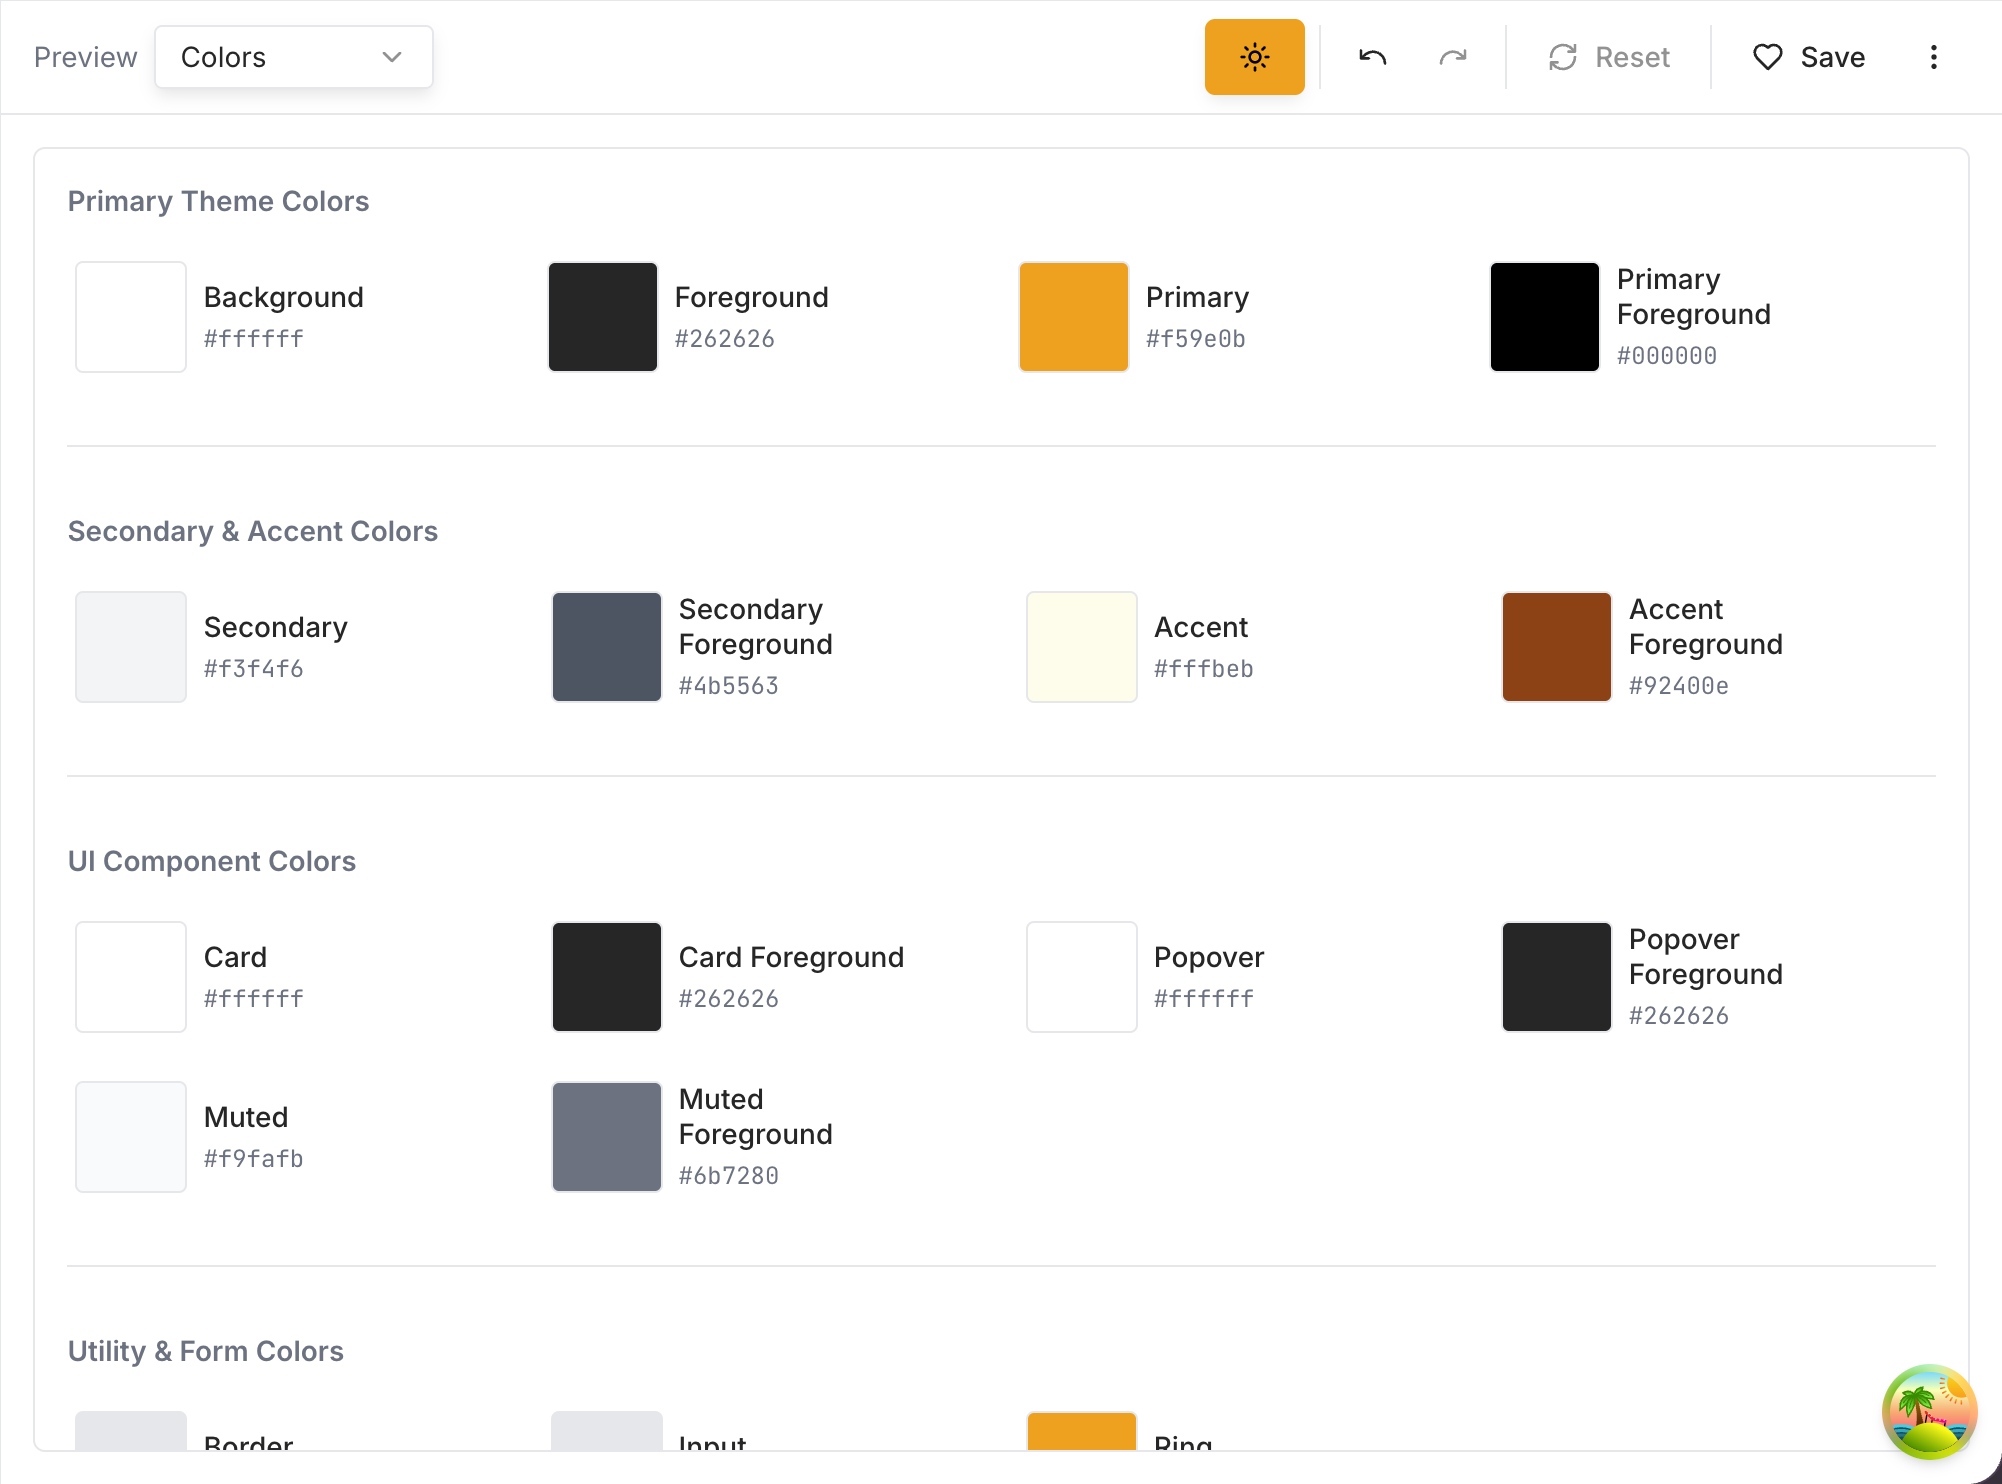 Preview
Colors
Reset
Save
Primary Theme Colors
Background
#ffffff
Foreground
#262626
Primary
#f59e0b
Primary
Foreground
#000000
Secondary & Accent Colors
Secondary
#f3f4f6
Secondary
Foreground
#4b5563
Accent
#fffbeb
Accent
Foreground
#92400e
UI Component Colors
Card
#ffffff
Card Foreground
#262626
Popover
#ffffff
Popover
Foreground
#262626
Muted
#f9fafb
Muted
Foreground
#6b7280
Utility & Form Colors
Border
Input
Ring